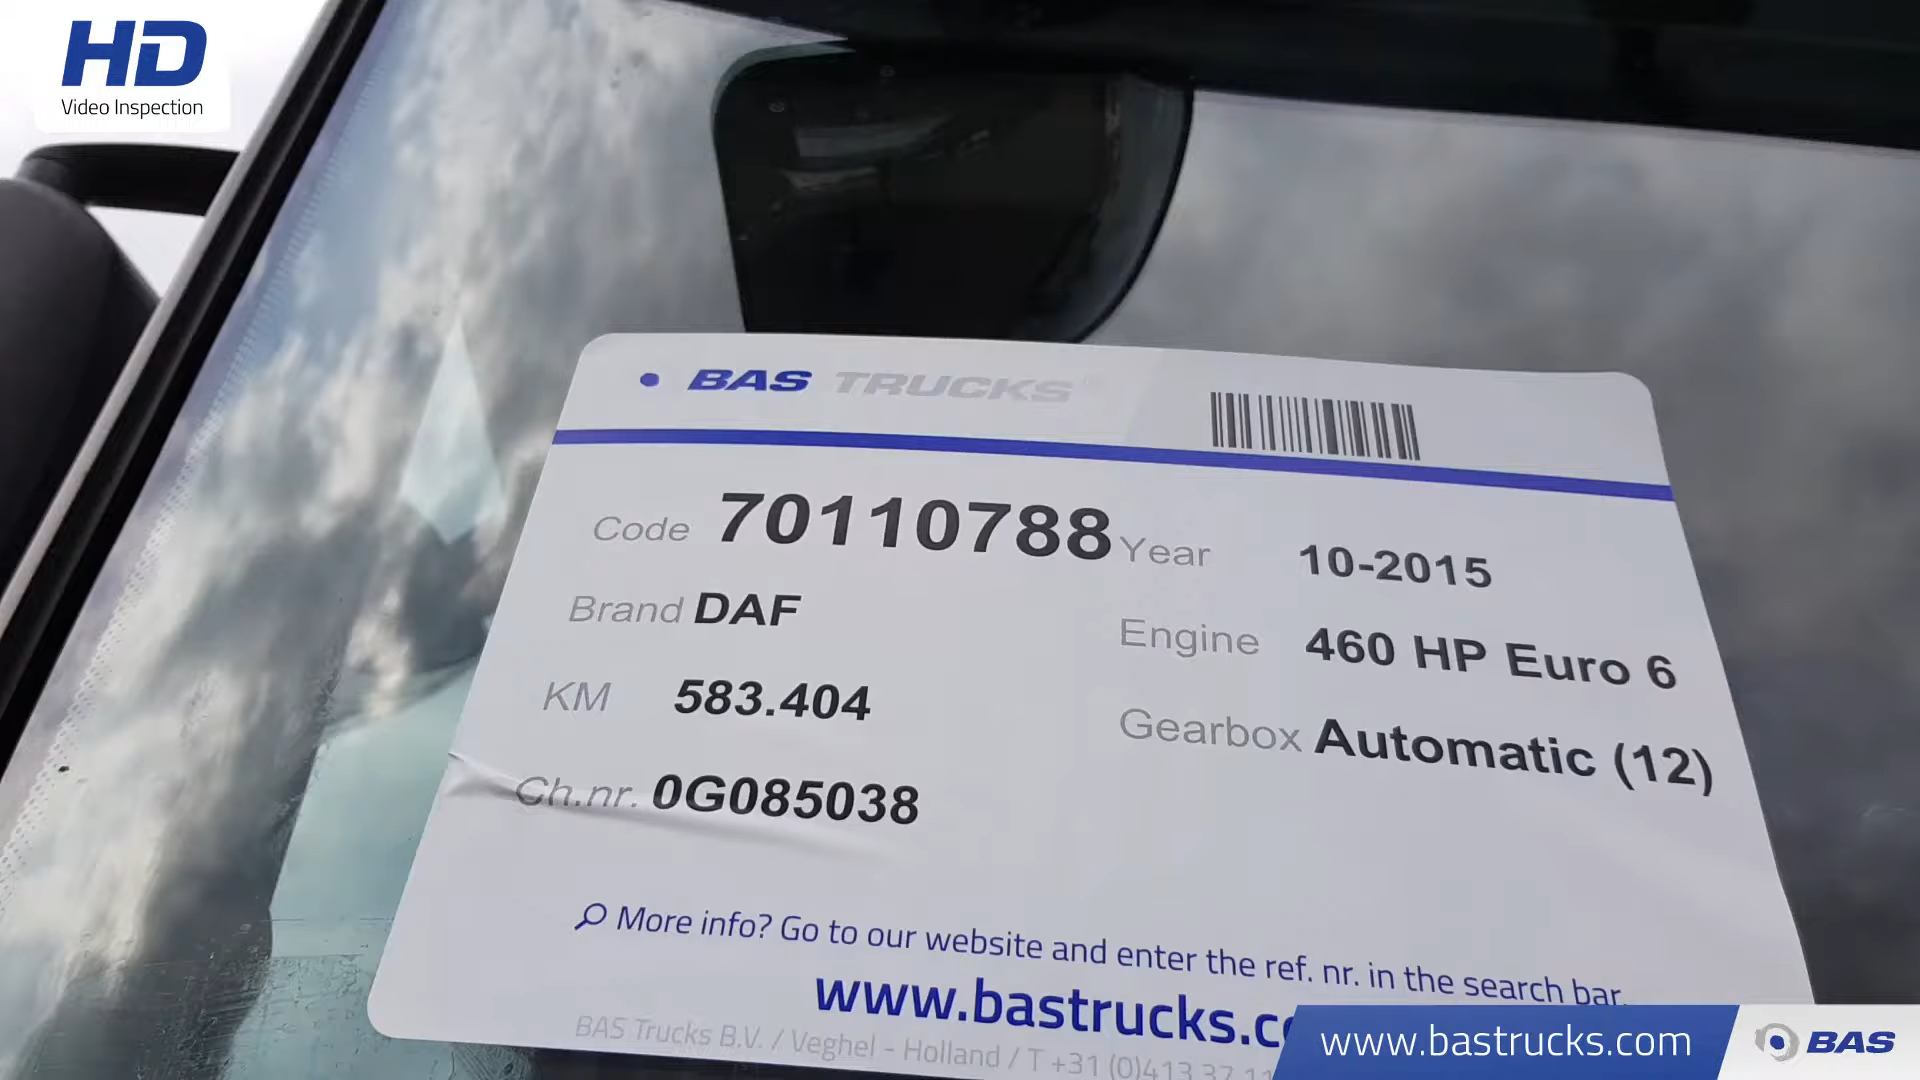 HD
Video Inspection
BAS TRUCKS
Code 70110788 Year 10-2015
Brand DAF
Engine 460 HP Euro 6
KM 583.404
Gearbox Automatic (12)
Ch.nr. 0G085038
More info? Go to our website and enter the ref. nr. in the search bar.
www.bastrucks.c
BAS Trucks B.V. / Veghel - Holland / T +31 (0)413 37 11
www.bastrucks.com
BAS